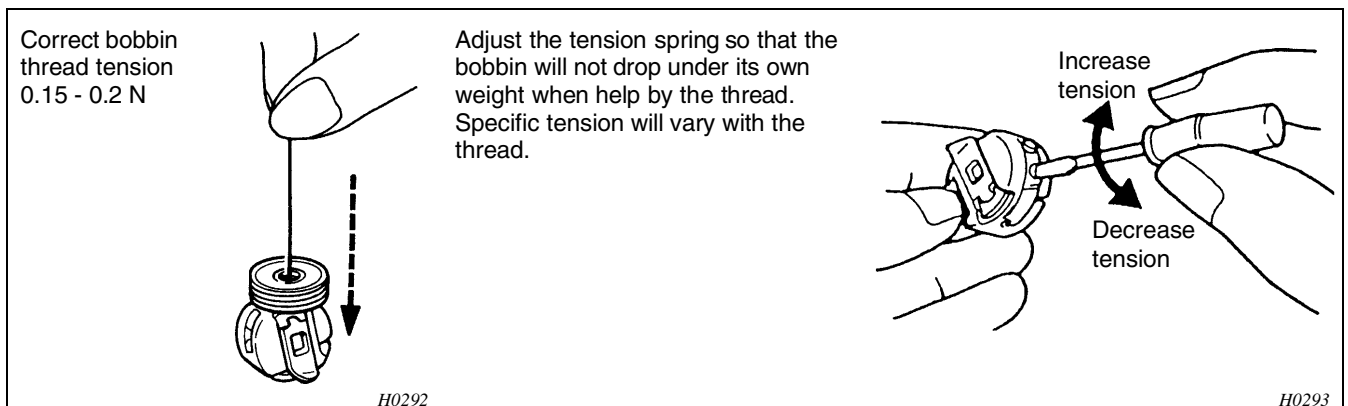 Correct bobbin
thread tension
0.15 - 0.2 N
Adjust the tension spring so that the
bobbin will not drop under its own
weight when help by the thread.
Specific tension will vary with the
thread.
Increase
tension
Decrease
tension
H0292
H0293